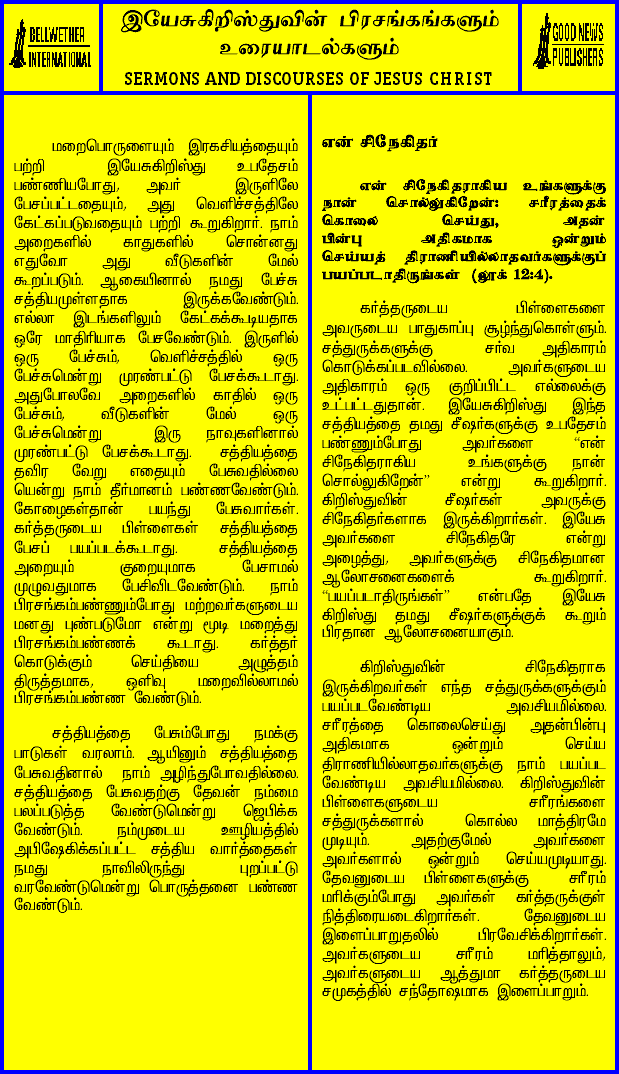 BELLWETHER
INTERNATIONAL
இயேசுகிறிஸ்துவின் பிரசங்கங்களும்
உரையாடல்களும்
SERMONS AND DISCOURSES OF JESUS CHRIST
GOOD NEWS
PUBLISHERS
மறைபொருளையும் இரகசியத்தையும்
பற்றி இயேசுகிறிஸ்து உபதேசம்
பண்ணியபோது, அவர் இருளிலே
பேசப்பட்டதையும், அது வெளிச்சத்திலே
கேட்கப்படுவதையும் பற்றி கூறுகிறார். நாம்
அறைகளில் காதுகளில் சொன்னது
எதுவோ அது வீடுகளின் மேல்
கூறப்படும். ஆகையினால் நமது பேச்சு
சத்தியமுள்ளதாக இருக்கவேண்டும்.
எல்லா இடங்களிலும் கேட்கக்கூடியதாக
ஒரே மாதிரியாக பேசவேண்டும். இருளில்
ஒரு பேச்சும், வெளிச்சத்தில் ஒரு
பேச்சுமென்று முரண்பட்டு பேசக்கூடாது.
அதுபோலவே அறைகளில் காதில் ஒரு
பேச்சும், வீடுகளின் மேல் ஒரு
பேச்சுமென்று இரு நாவுகளினால்
முரண்பட்டு பேசக்கூடாது. சத்தியத்தை
தவிர வேறு எதையும் பேசுவதில்லை
யென்று நாம் தீர்மானம் பண்ணவேண்டும்.
கோழைகள்தான் பயந்து பேசுவார்கள்.
கர்த்தருடைய பிள்ளைகள் சத்தியத்தை
பேசப் பயப்படக்கூடாது. சத்தியத்தை
அறையும் குறையுமாக பேசாமல்
முழுவதுமாக பேசிவிடவேண்டும். நாம்
பிரசங்கம்பண்ணும்போது மற்றவர்களுடைய
மனது புண்படுமோ என்று மூடி மறைத்து
பிரசங்கம்பண்ணக் கூடாது. கர்த்தர்
கொடுக்கும் செய்தியை அழுத்தம்
திருத்தமாக, ஒளிவு மறைவில்லாமல்
பிரசங்கம்பண்ண வேண்டும்.
சத்தியத்தை பேசும்போது நமக்கு
பாடுகள் வரலாம். ஆயினும் சத்தியத்தை
பேசுவதினால் நாம் அழிந்துபோவதில்லை.
சத்தியத்தை பேசுவதற்கு தேவன் நம்மை
பலப்படுத்த வேண்டுமென்று ஜெபிக்க
வேண்டும். நம்முடைய ஊழியத்தில்
அபிஷேகிக்கப்பட்ட சத்திய வார்த்தைகள்
நமது நாவிலிருந்து புறப்பட்டு
வரவேண்டுமென்று பொருத்தனை பண்ண
வேண்டும்.
என் சிநேகிதர்
என் சிநேகிதராகிய உங்களுக்கு
நான் சொல்லுகிறேன்: சரீரத்தைக்
கொலை செய்து, அதன்
பின்பு அதிகமாக ஒன்றும்
செய்யத் திராணியில்லாதவர்களுக்குப்
பயப்படாதிருங்கள் (லூக் 12:4).
கர்த்தருடைய பிள்ளைகளை
அவருடைய பாதுகாப்பு சூழ்ந்துகொள்ளும்.
சத்துருக்களுக்கு சர்வ அதிகாரம்
கொடுக்கப்படவில்லை. அவர்களுடைய
அதிகாரம் ஒரு குறிப்பிட்ட எல்லைக்கு
உட்பட்டதுதான். இயேசுகிறிஸ்து இந்த
சத்தியத்தை தமது சீஷர்களுக்கு உபதேசம்
பண்ணும்போது அவர்களை “என்
சிநேகிதராகிய உங்களுக்கு நான்
சொல்லுகிறேன்” என்று கூறுகிறார்.
கிறிஸ்துவின் சீஷர்கள் அவருக்கு
சிநேகிதர்களாக இருக்கிறார்கள். இயேசு
அவர்களை சிநேகிதரே என்று
அழைத்து, அவர்களுக்கு சிநேகிதமான
ஆலோசனைகளைக் கூறுகிறார்.
“பயப்படாதிருங்கள்” என்பதே இயேசு
கிறிஸ்து தமது சீஷர்களுக்குக் கூறும்
பிரதான ஆலோசனையாகும்.
கிறிஸ்துவின் சிநேகிதராக
இருக்கிறவர்கள் எந்த சத்துருக்களுக்கும்
பயப்படவேண்டிய அவசியமில்லை.
சரீரத்தை கொலைசெய்து அதன்பின்பு
அதிகமாக ஒன்றும் செய்ய
திராணியில்லாதவர்களுக்கு நாம் பயப்பட
வேண்டிய அவசியமில்லை. கிறிஸ்துவின்
பிள்ளைகளுடைய சரீரங்களை
சத்துருக்களால் கொல்ல மாத்திரமே
முடியும். அதற்குமேல் அவர்களை
அவர்களால் ஒன்றும் செய்யமுடியாது.
தேவனுடைய பிள்ளைகளுக்கு சரீரம்
மரிக்கும்போது அவர்கள் கர்த்தருக்குள்
நித்திரையடைகிறார்கள். தேவனுடைய
இளைப்பாறுதலில் பிரவேசிக்கிறார்கள்.
அவர்களுடைய சரீரம் மரித்தாலும்,
அவர்களுடைய ஆத்துமா கர்த்தருடைய
சமுகத்தில் சந்தோஷமாக இளைப்பாறும்.